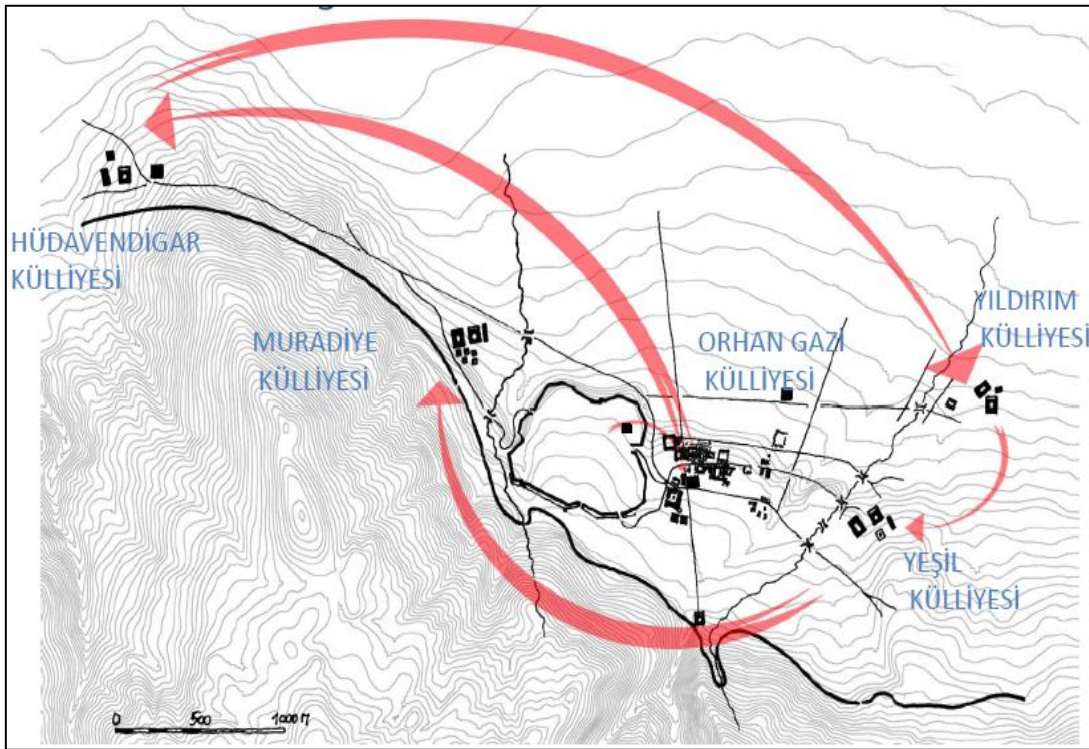 HÜDAVENDİGAR
KÜLLİYESİ
MURADİYE
KÜLLİYESİ
ORHAN GAZİ
KÜLLİYESİ
YILDIRIM
KÜLLİYESİ
YEŞİL
KÜLLİYESİ
0 500 1000 M